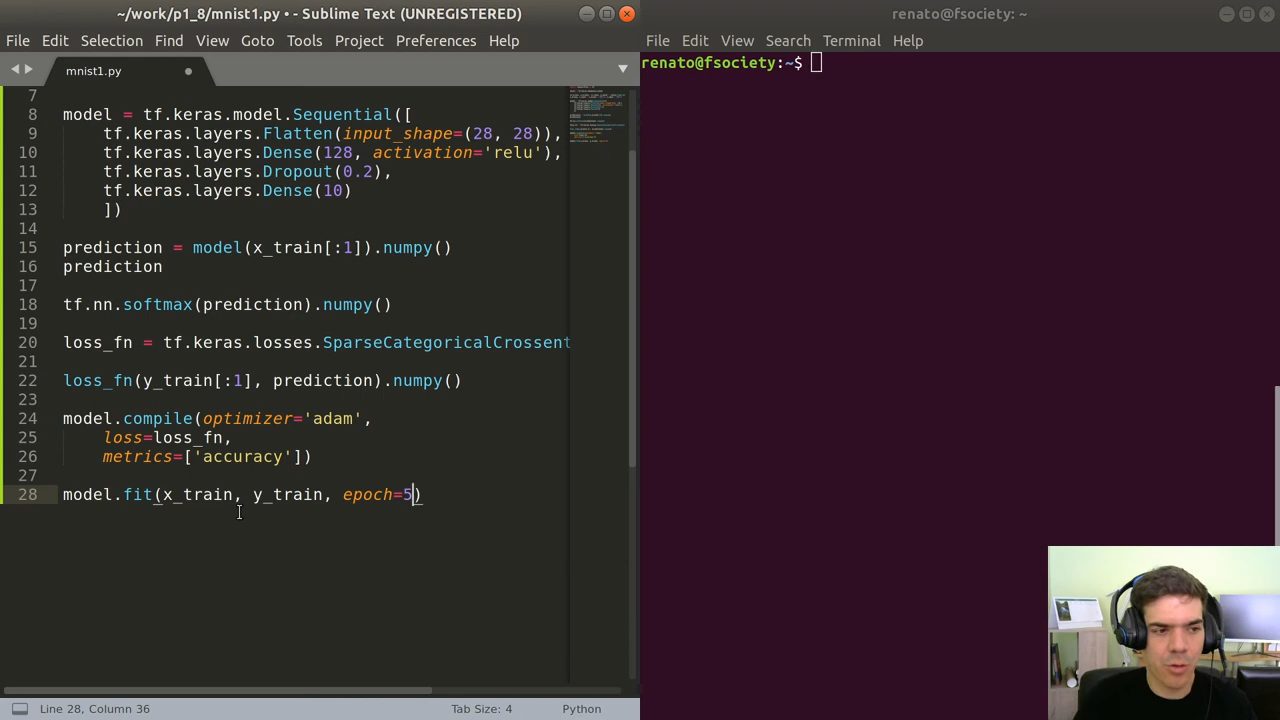 ~/work/p1_8/mnist1.py • - Sublime Text (UNREGISTERED)
File Edit Selection Find View Goto Tools Project Preferences Help
mnist1.py
7
8 model = tf.keras.model.Sequential([
9 tf.keras.layers.Flatten(input_shape=(28, 28)),
10 tf.keras.layers.Dense(128, activation='relu'),
11 tf.keras.layers.Dropout(0.2),
12 tf.keras.layers.Dense(10)
13 ])
14
15 prediction = model(x_train[:1]).numpy()
16 prediction
17
18 tf.nn.softmax(prediction).numpy()
19
20 loss_fn = tf.keras.losses.SparseCategoricalCrossent
21
22 loss_fn(y_train[:1], prediction).numpy()
23
24 model.compile(optimizer='adam',
25 loss=loss_fn,
26 metrics=['accuracy'])
27
28 model.fit(x_train, y_train, epoch=5)
Line 28, Column 36 Tab Size: 4 Python
renato@fsociety: ~
File Edit View Search Terminal Help
renato@fsociety:~$